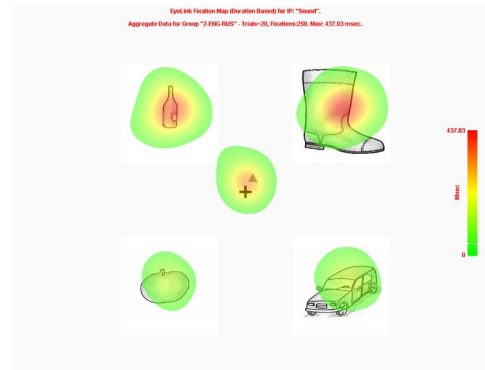 EyeLink Fixation Map (Duration Based) for IP: "Sound".
Aggregate Data for Group "2-ENG-RUS" - Trials=20, Fixations:250. Max: 437.03 msec.
437.03
Msec
0